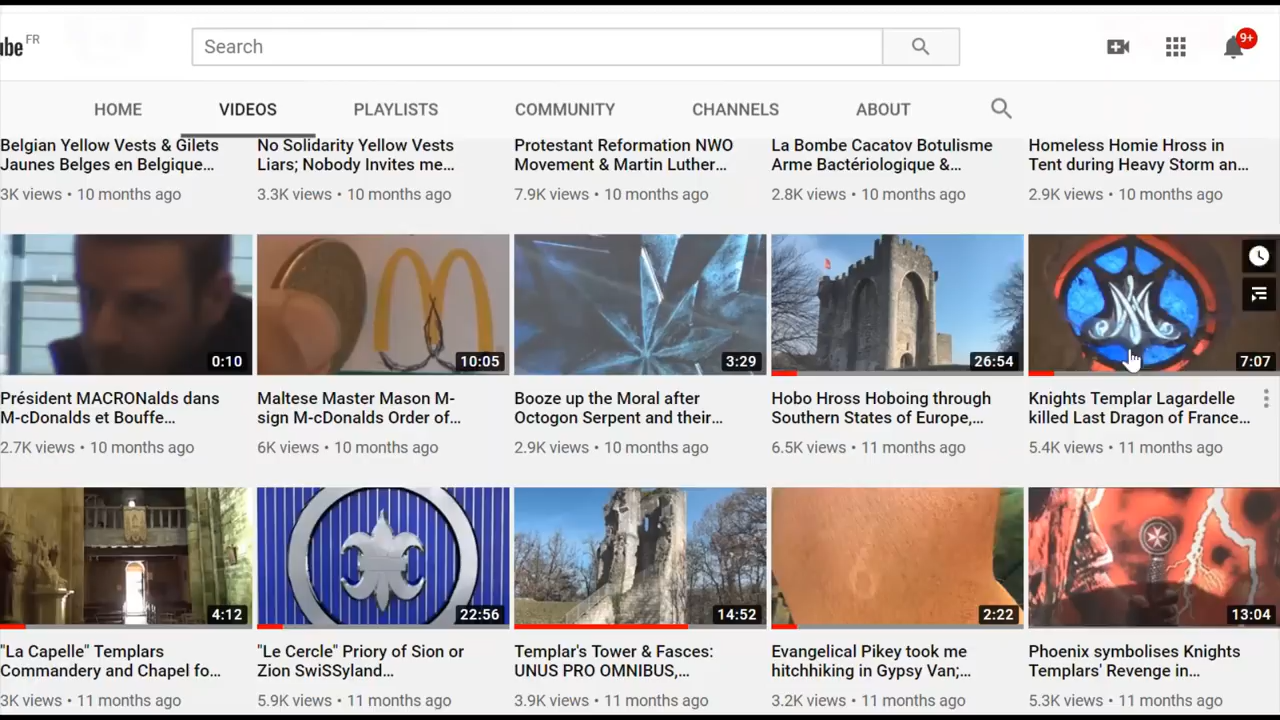 ube FR
Search
9+
HOME VIDEOS PLAYLISTS COMMUNITY CHANNELS ABOUT
Belgian Yellow Vests & Gilets
Jaunes Belges en Belgique...
3K views • 10 months ago
No Solidarity Yellow Vests
Liars; Nobody Invites me...
3.3K views • 10 months ago
Protestant Reformation NWO
Movement & Martin Luther...
7.9K views • 10 months ago
La Bombe Cacatov Botulisme
Arme Bactériologique &...
2.8K views • 10 months ago
Homeless Homie Hross in
Tent during Heavy Storm an...
2.9K views • 10 months ago
0:10
Président MACRONalds dans
M-cDonalds et Bouffe...
2.7K views • 10 months ago
10:05
Maltese Master Mason M-
sign M-cDonalds Order of...
6K views • 10 months ago
3:29
Booze up the Moral after
Octogon Serpent and their...
2.9K views • 10 months ago
26:54
Hobo Hross Hoboing through
Southern States of Europe,...
6.5K views • 11 months ago
7:07
Knights Templar Lagardelle
killed Last Dragon of France...
5.4K views • 11 months ago
4:12
"La Capelle" Templars
Commandery and Chapel fo...
3K views • 11 months ago
22:56
"Le Cercle" Priory of Sion or
Zion SwiSSyland...
5.9K views • 11 months ago
14:52
Templar's Tower & Fasces:
UNUS PRO OMNIBUS,...
3.9K views • 11 months ago
2:22
Evangelical Pikey took me
hitchhiking in Gypsy Van;...
3.2K views • 11 months ago
13:04
Phoenix symbolises Knights
Templars' Revenge in...
5.3K views • 11 months ago